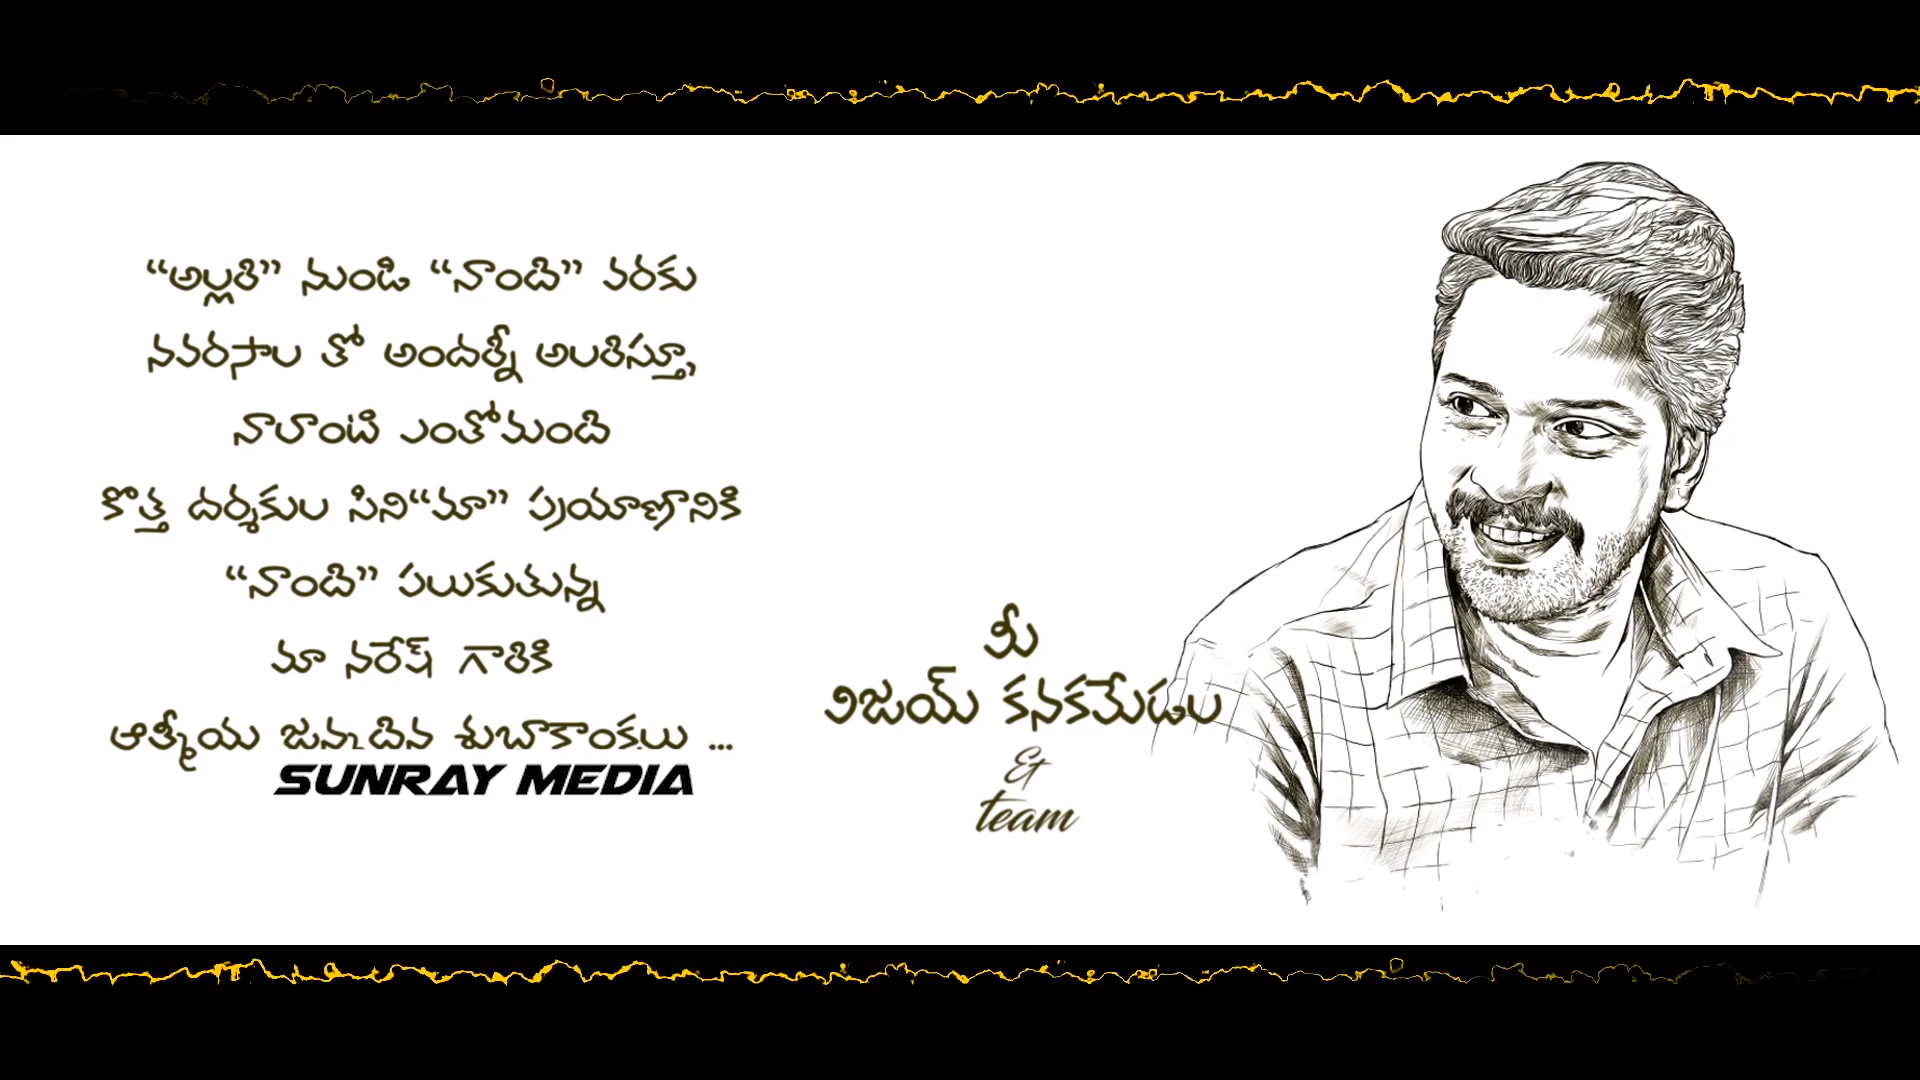 “అల్లరి” నుండి “నాంది” వరకు
నవరసాల తో అందర్నీ అలరిస్తూ,
నాలాంటి ఎంతోమంది
కొత్త దర్శకుల సిని“మా” ప్రయాణానికి
“నాంది” పలుకుతున్న
మా నరేష్ గారికి
ఆత్మీయ జన్మదిన శుభాకాంక్షలు ...
SUNRAY MEDIA
మీ
విజయ్ కనకమేడల
&
team